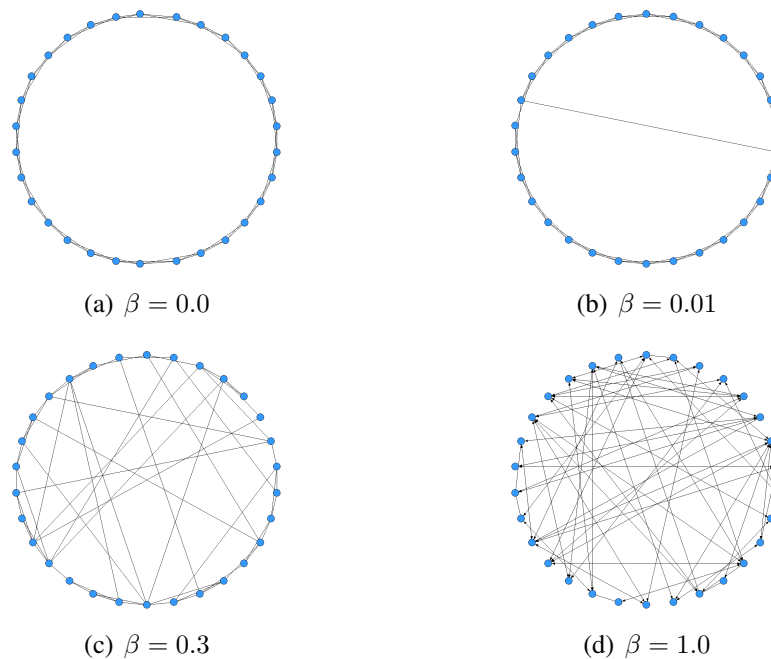 (a) β = 0.0
(b) β = 0.01
(c) β = 0.3
(d) β = 1.0